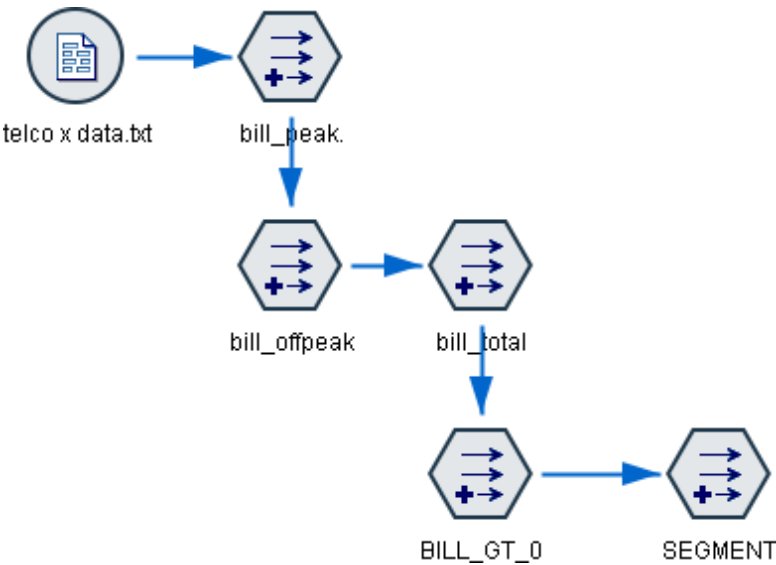 telco x data.txt
bill_peak.
bill_offpeak
bill_total
BILL_GT_0
SEGMENT